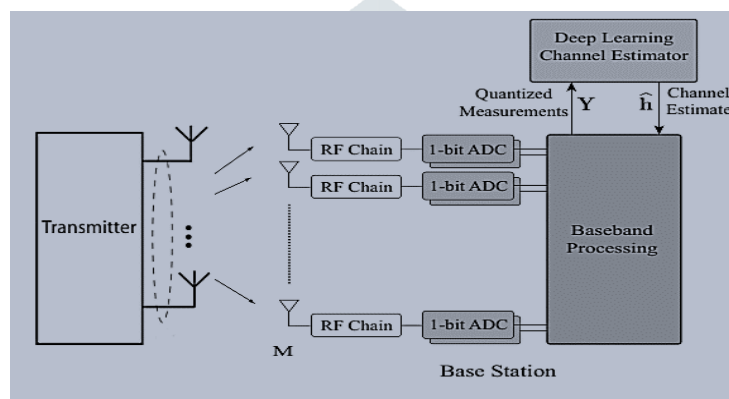 Deep Learning
Channel Estimator
Quantized
Measurements
Y
ĥ
Channel
Estimate
Transmitter
RF Chain
1-bit ADC
RF Chain
1-bit ADC
Baseband
Processing
RF Chain
1-bit ADC
M
Base Station